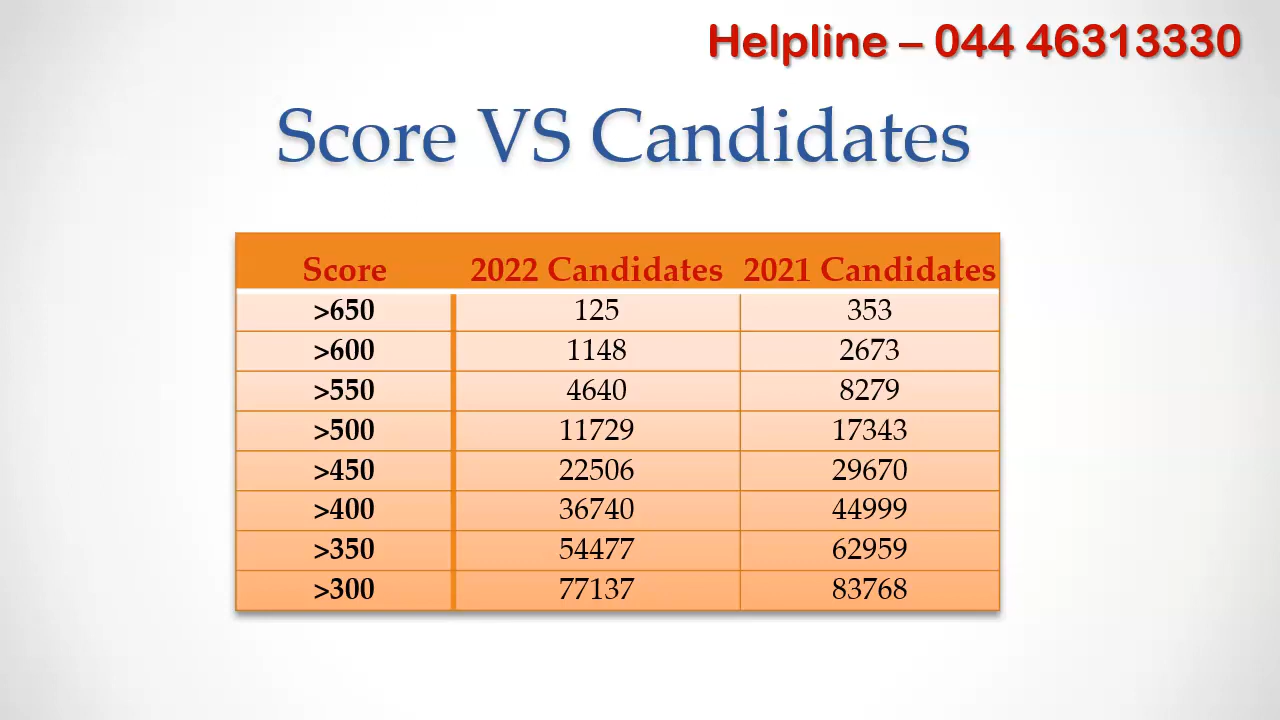 Helpline – 044 46313330
Score VS Candidates
Score 2022 Candidates 2021 Candidates
>650 125 353
>600 1148 2673
>550 4640 8279
>500 11729 17343
>450 22506 29670
>400 36740 44999
>350 54477 62959
>300 77137 83768